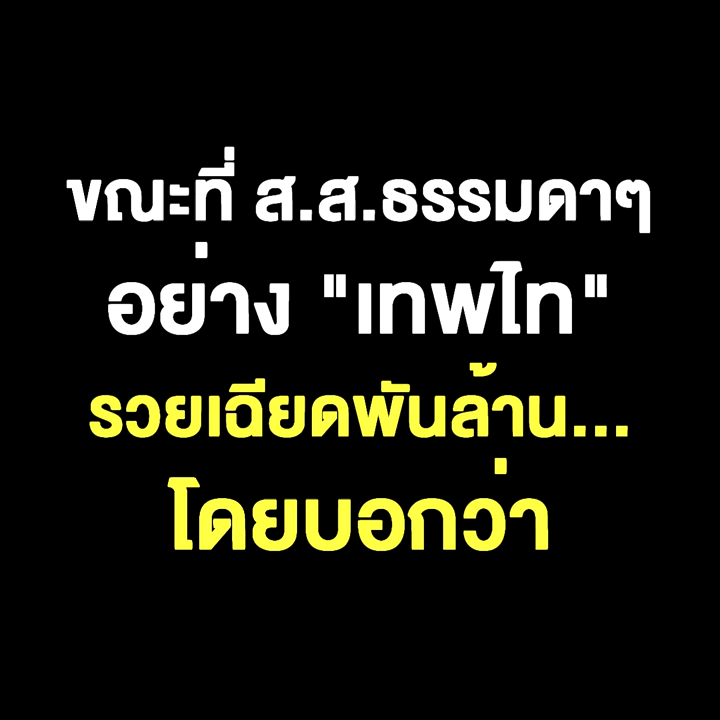 ขณะที่ ส.ส.ธรรมดาๆ
อย่าง "เทพไท"
รวยเฉียดพันล้าน...
โดยบอกว่า